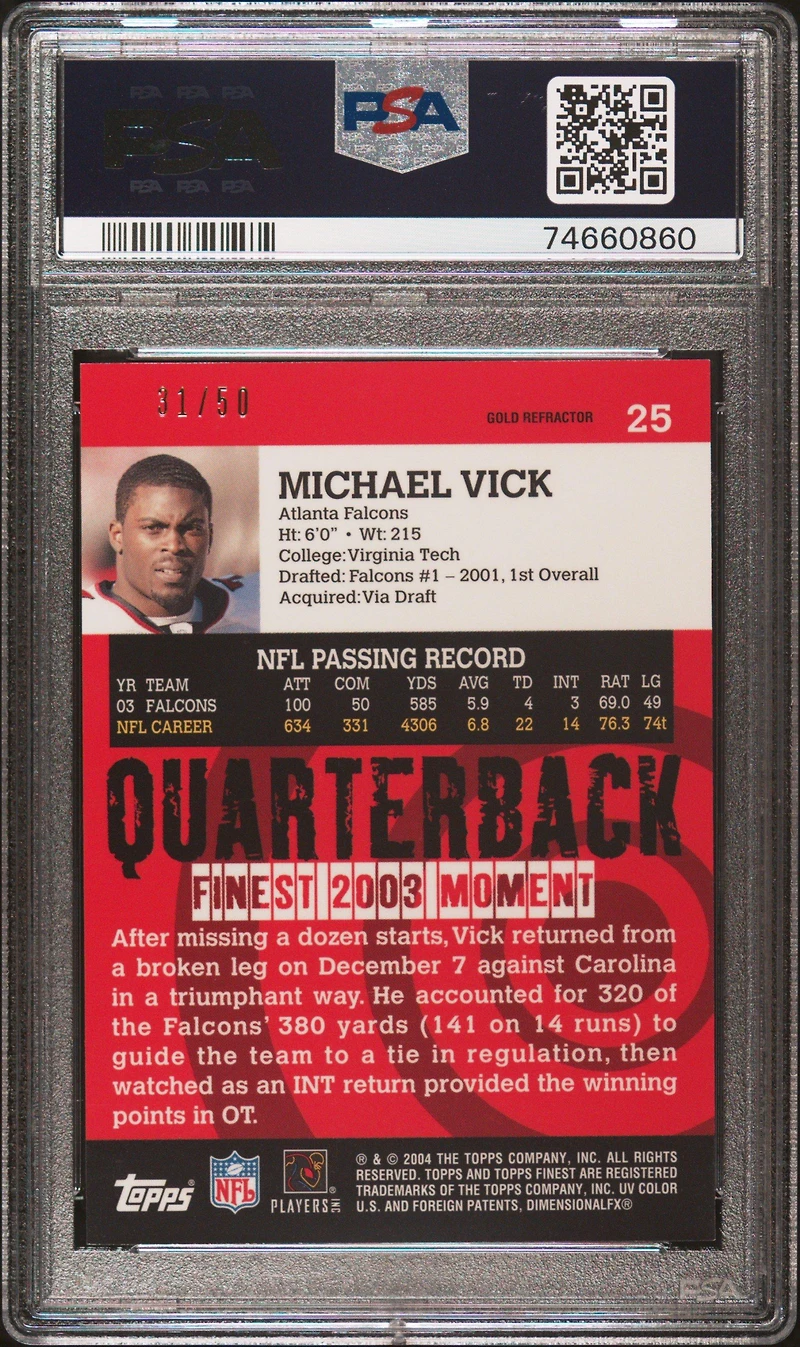 PSA PSA PSA
PSA
PSA
PSA PSA PSA
74660860
31/50
GOLD REFRACTOR 25
MICHAEL VICK
Atlanta Falcons
Ht: 6'0" • Wt: 215
College: Virginia Tech
Drafted: Falcons #1 – 2001, 1st Overall
Acquired: Via Draft
NFL PASSING RECORD
YR TEAM ATT COM YDS AVG TD INT RAT LG
03 FALCONS 100 50 585 5.9 4 3 69.0 49
NFL CAREER 634 331 4306 6.8 22 14 76.3 74t
QUARTERBACK
FINEST 2003 MOMENT
After missing a dozen starts, Vick returned from
a broken leg on December 7 against Carolina
in a triumphant way. He accounted for 320 of
the Falcons' 380 yards (141 on 14 runs) to
guide the team to a tie in regulation, then
watched as an INT return provided the winning
points in OT.
topps®
NFL
PLAYERS INC ®
® & © 2004 THE TOPPS COMPANY, INC. ALL RIGHTS
RESERVED. TOPPS AND TOPPS FINEST ARE REGISTERED
TRADEMARKS OF THE TOPPS COMPANY, INC. UV COLOR
U.S. AND FOREIGN PATENTS, DIMENSIONALFX®
PSA